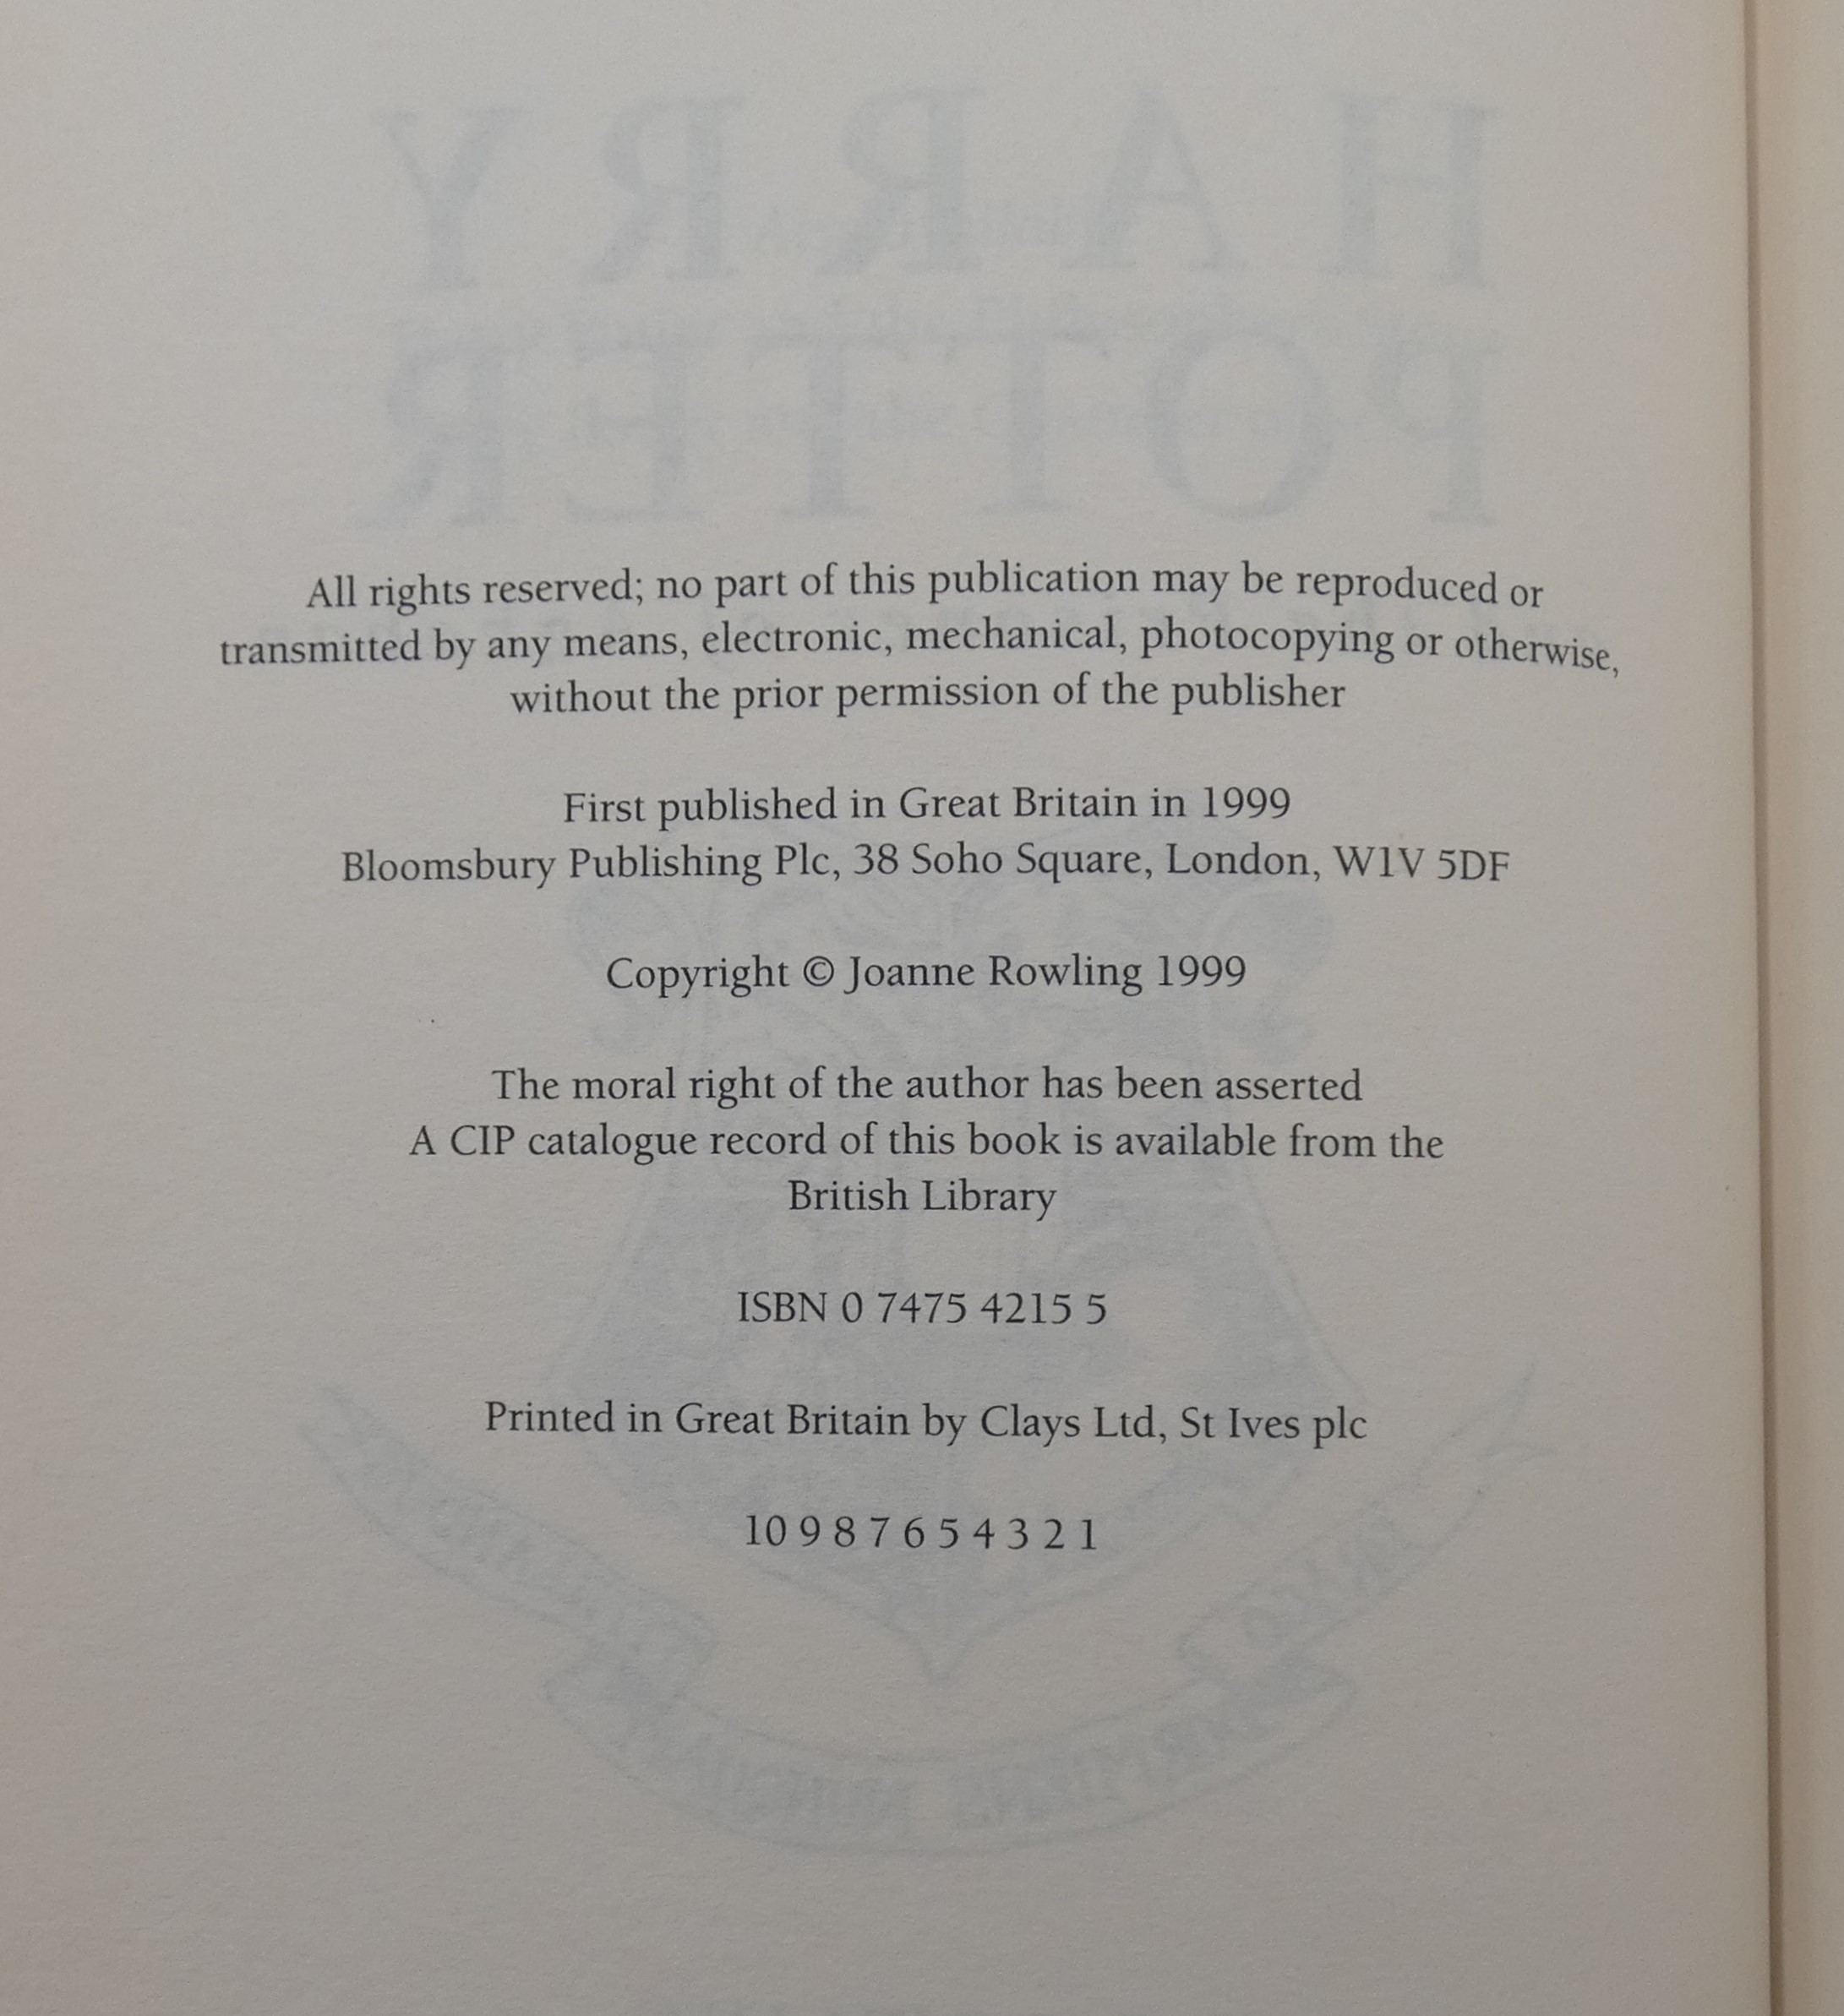 HARRY
POTTER
All rights reserved; no part of this publication may be reproduced or
transmitted by any means, electronic, mechanical, photocopying or otherwise,
without the prior permission of the publisher
First published in Great Britain in 1999
Bloomsbury Publishing Plc, 38 Soho Square, London, W1V 5DF
Copyright © Joanne Rowling 1999
The moral right of the author has been asserted
A CIP catalogue record of this book is available from the
British Library
ISBN 0 7475 4215 5
Printed in Great Britain by Clays Ltd, St Ives plc
10 9 8 7 6 5 4 3 2 1